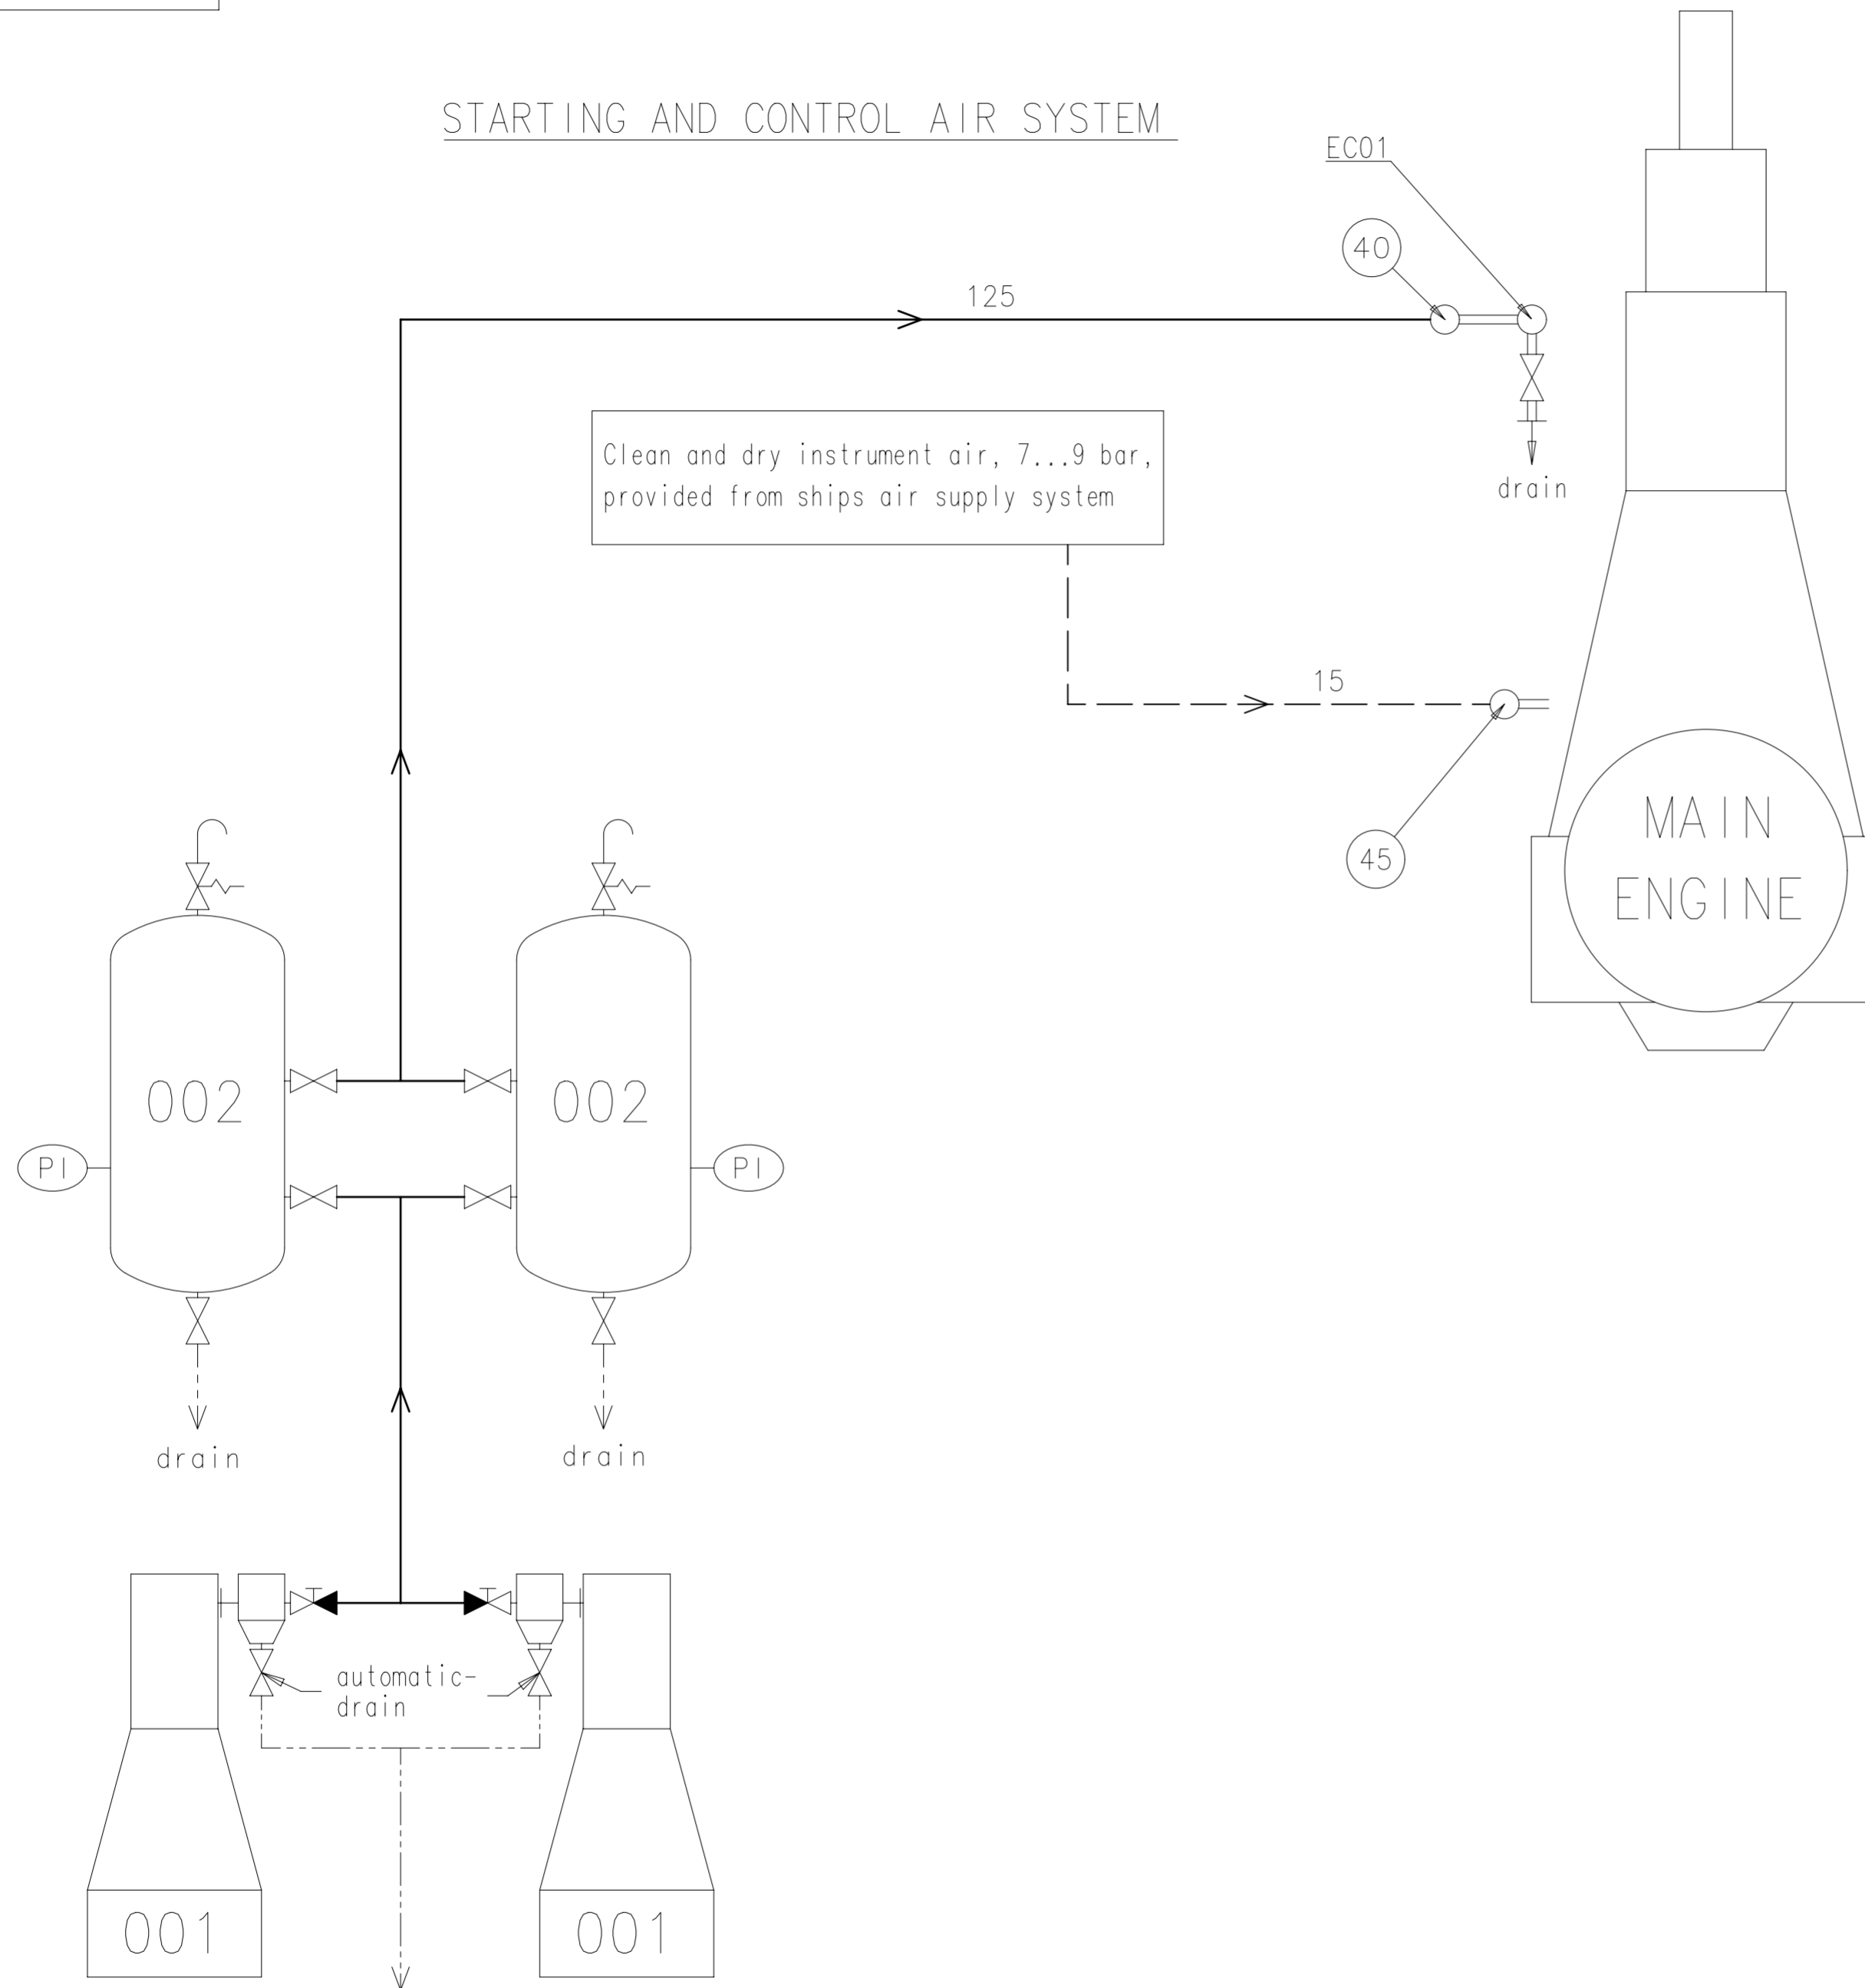 STARTING AND CONTROL AIR SYSTEM
EC01
40
125
Clean and dry instrument air, 7...9 bar,
provided from ships air supply system
drain
15
45
MAIN
ENGINE
002
002
PI
PI
drain
drain
automatic-
drain
001
001